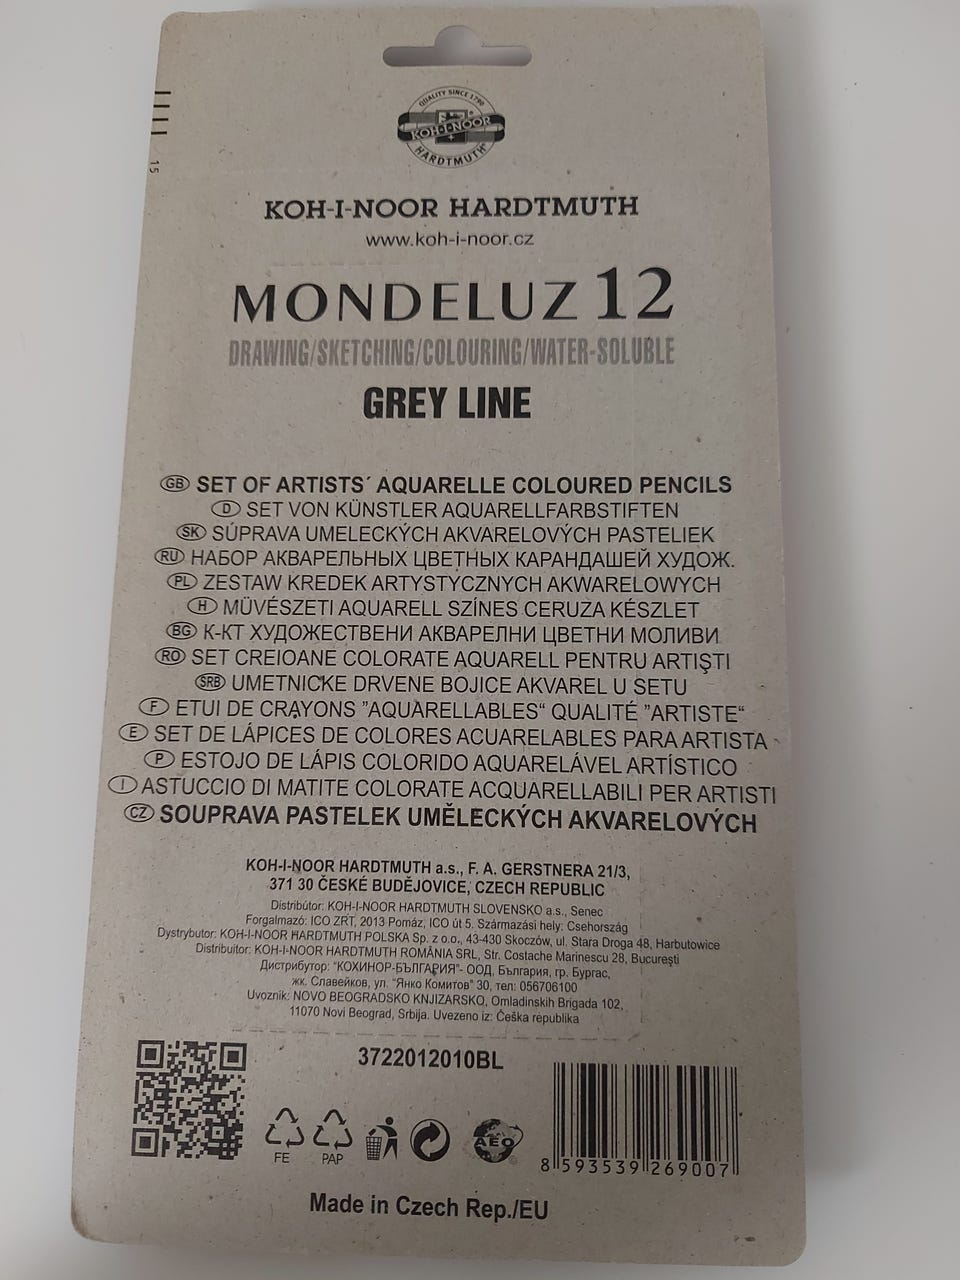 15
QUALITY SINCE 1790
KOH-I-NOOR
HARDTMUTH
KOH-I-NOOR HARDTMUTH
www.koh-i-noor.cz
MONDELUZ 12
DRAWING/SKETCHING/COLOURING/WATER-SOLUBLE
GREY LINE
GB SET OF ARTISTS´ AQUARELLE COLOURED PENCILS
D SET VON KÜNSTLER AQUARELLFARBSTIFTEN
SK SÚPRAVA UMELECKÝCH AKVARELOVÝCH PASTELIEK
RU НАБОР АКВАРЕЛЬНЫХ ЦВЕТНЫХ КАРАНДАШЕЙ ХУДОЖ.
PL ZESTAW KREDEK ARTYSTYCZNYCH AKWARELOWYCH
H MŰVÉSZETI AQUARELL SZÍNES CERUZA KÉSZLET
BG К-КТ ХУДОЖЕСТВЕНИ АКВАРЕЛНИ ЦВЕТНИ МОЛИВИ
RO SET CREIOANE COLORATE AQUARELL PENTRU ARTIŞTI
SRB UMETNICKE DRVENE BOJICE AKVAREL U SETU
F ETUI DE CRAYONS ”AQUARELLABLES“ QUALITÉ ”ARTISTE“
E SET DE LÁPICES DE COLORES ACUARELABLES PARA ARTISTA
P ESTOJO DE LÁPIS COLORIDO AQUARELÁVEL ARTÍSTICO
I ASTUCCIO DI MATITE COLORATE ACQUARELLABILI PER ARTISTI
CZ SOUPRAVA PASTELEK UMĚLECKÝCH AKVARELOVÝCH
KOH-I-NOOR HARDTMUTH a.s., F. A. GERSTNERA 21/3,
371 30 ČESKÉ BUDĚJOVICE, CZECH REPUBLIC
Distribútor: KOH-I-NOOR HARDTMUTH SLOVENSKO a.s., Senec
Forgalmazó: ICO ZRT, 2013 Pomáz, ICO út 5. Származási hely: Csehország
Dystrybutor: KOH-I-NOOR HARDTMUTH POLSKA Sp. z o.o., 43-430 Skoczów, ul. Stara Droga 48, Harbutowice
Distribuitor: KOH-I-NOOR HARDTMUTH ROMÂNIA SRL, Str. Costache Marinescu 28, Bucureşti
Дистрибутор: "КОХИНОР-БЪЛГАРИЯ"- ООД, България, гр. Бургас,
жк. Славейков, ул. "Янко Комитов" 30, тел: 056706100
Uvoznik: NOVO BEOGRADSKO KNJIZARSKO, Omladinskih Brigada 102,
11070 Novi Beograd, Srbija. Uvezeno iz: Češka republika
3722012010BL
FE
PAP
AEO
8 593539 269007
Made in Czech Rep./EU